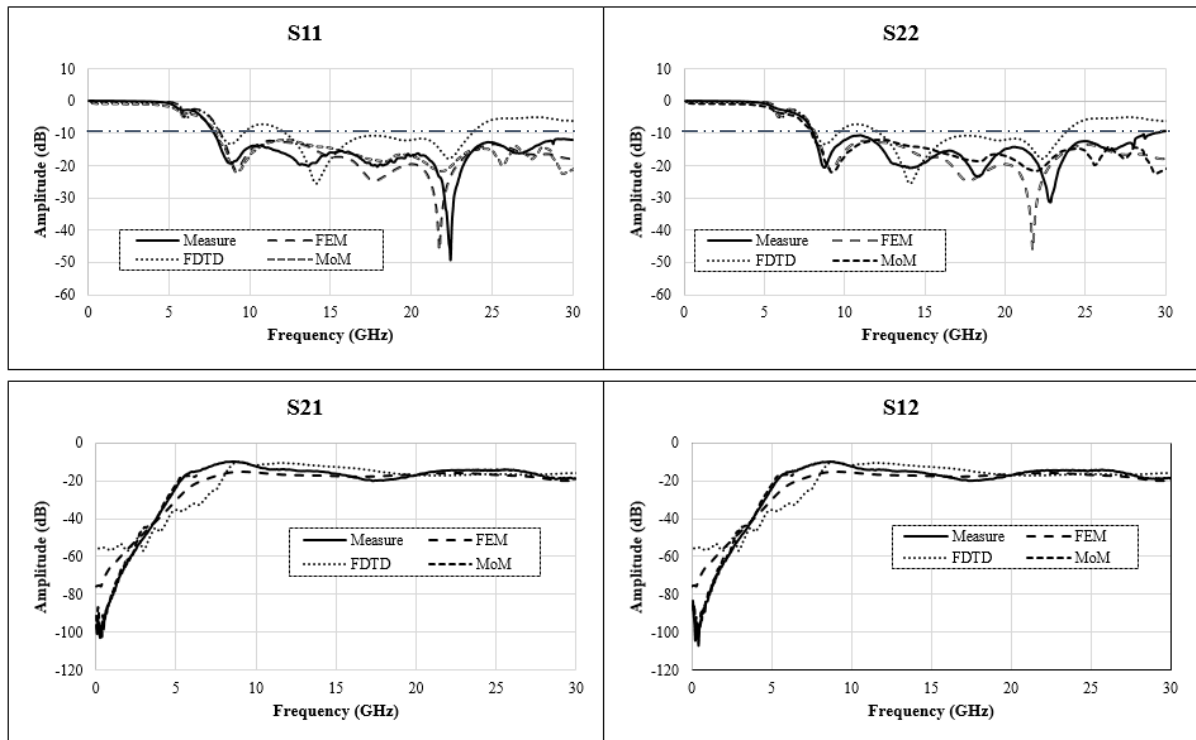 S11
10
0
-10
-20
-30
-40
-50
-60
Amplitude (dB)
Measure
FEM
FDTD
MoM
0 5 10 15 20 25 30
Frequency (GHz)
S22
10
0
-10
-20
-30
-40
-50
-60
Amplitude (dB)
Measure
FEM
FDTD
MoM
0 5 10 15 20 25 30
Frequency (GHz)
S21
0
-20
-40
-60
-80
-100
-120
Amplitude (dB)
Measure
FEM
FDTD
MoM
0 5 10 15 20 25 30
Frequency (GHz)
S12
0
-20
-40
-60
-80
-100
-120
Amplitude (dB)
Measure
FEM
FDTD
MoM
0 5 10 15 20 25 30
Frequency (GHz)